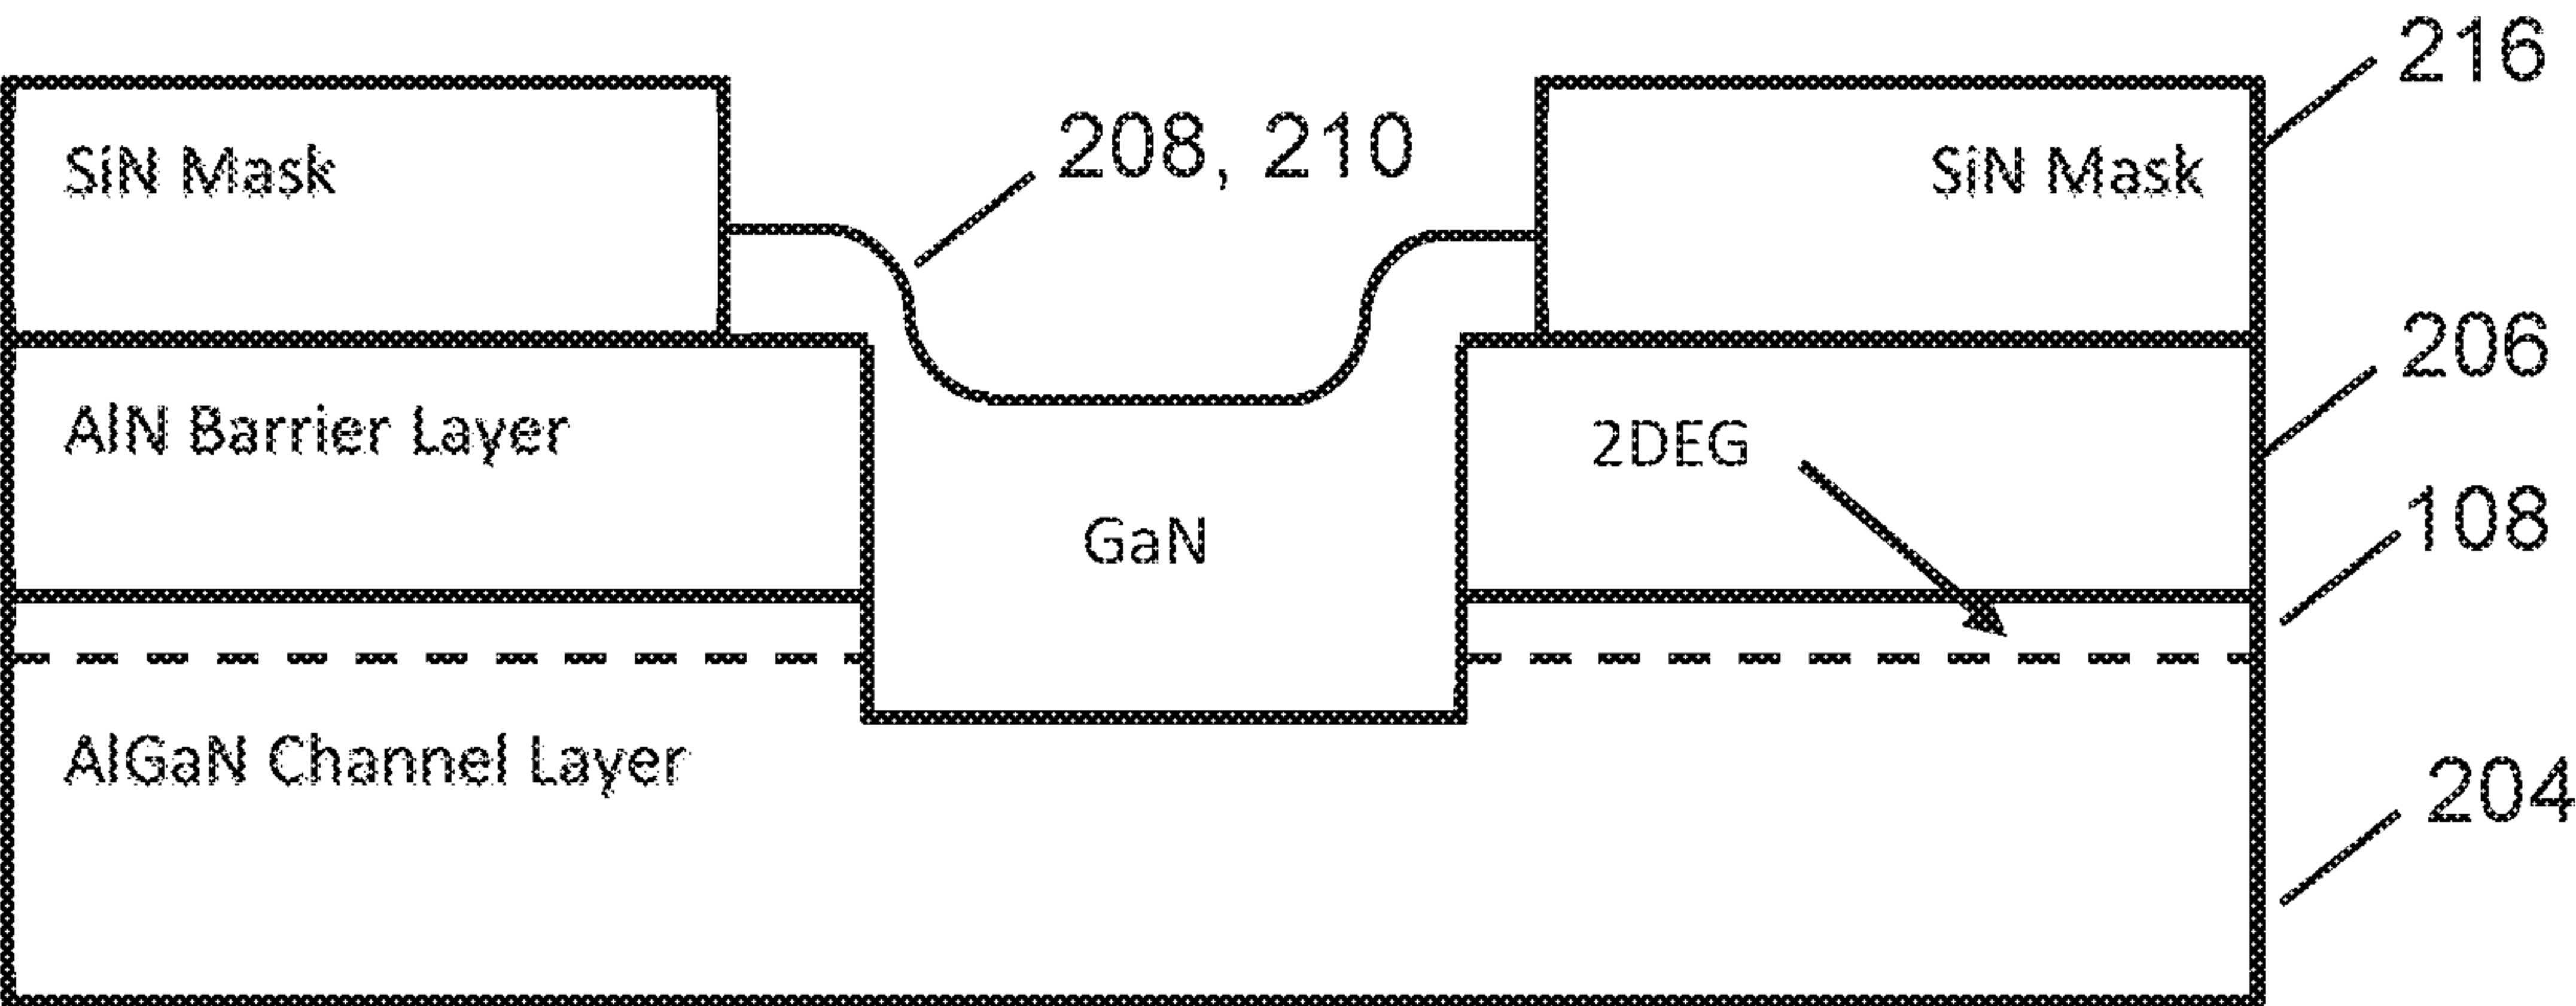 216
208, 210
SiN Mask
SiN Mask
206
AlN Barrier Layer
2DEG
108
GaN
AlGaN Channel Layer
204